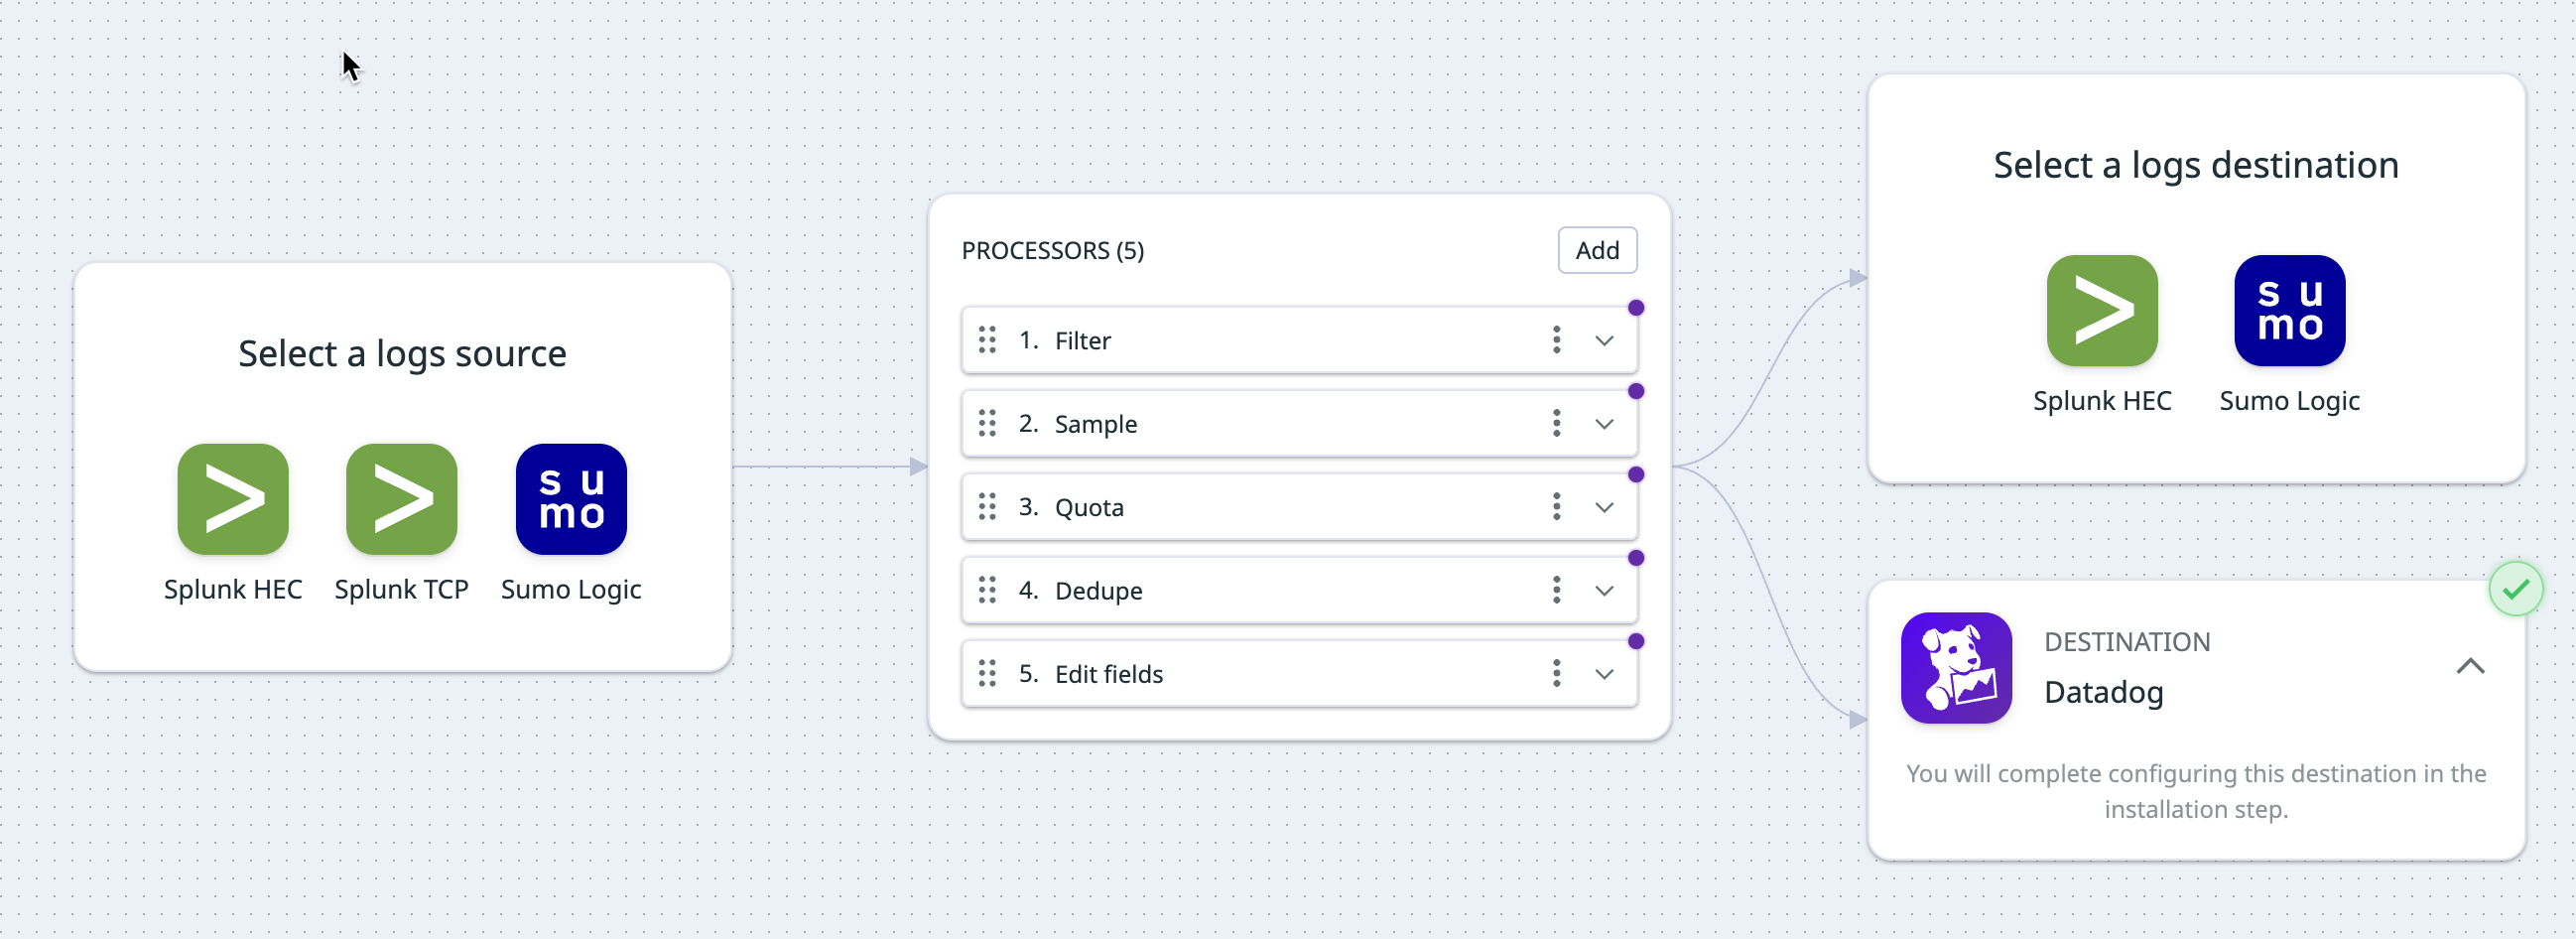 Select a logs source
su
mo
Splunk HEC
Splunk TCP
Sumo Logic
PROCESSORS (5)
Add
1. Filter
2. Sample
3. Quota
4. Dedupe
5. Edit fields
Select a logs destination
su
mo
Splunk HEC
Sumo Logic
DESTINATION
Datadog
You will complete configuring this destination in the
installation step.